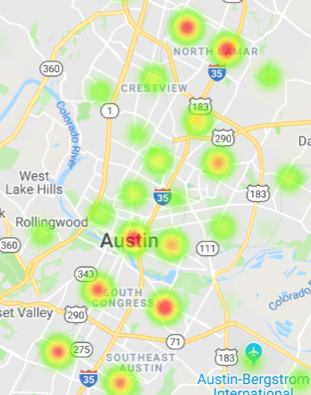 NORTH LAMAR
360
35
CRESTVIEW
183
1
Colorado River
290
Da
West
Lake Hills
35
183
k
Rollingwood
Austin
360
111
343
SOUTH
CONGRESS
Colorado
set Valley
290
71
275
SOUTHEAST
AUSTIN
183
35
Austin-Bergstrom
International